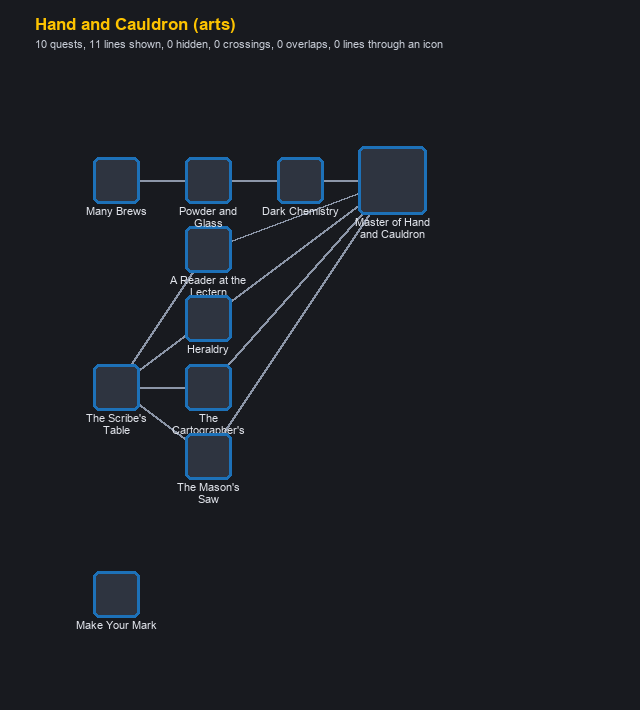 Hand and Cauldron (arts)
10 quests, 11 lines shown, 0 hidden, 0 crossings, 0 overlaps, 0 lines through an icon
Many Brews
Powder and
Glass
Dark Chemistry
Master of Hand
and Cauldron
A Reader at the
Lectern
Heraldry
The Scribe's
Table
The
Cartographer's
The Mason's
Saw
Make Your Mark